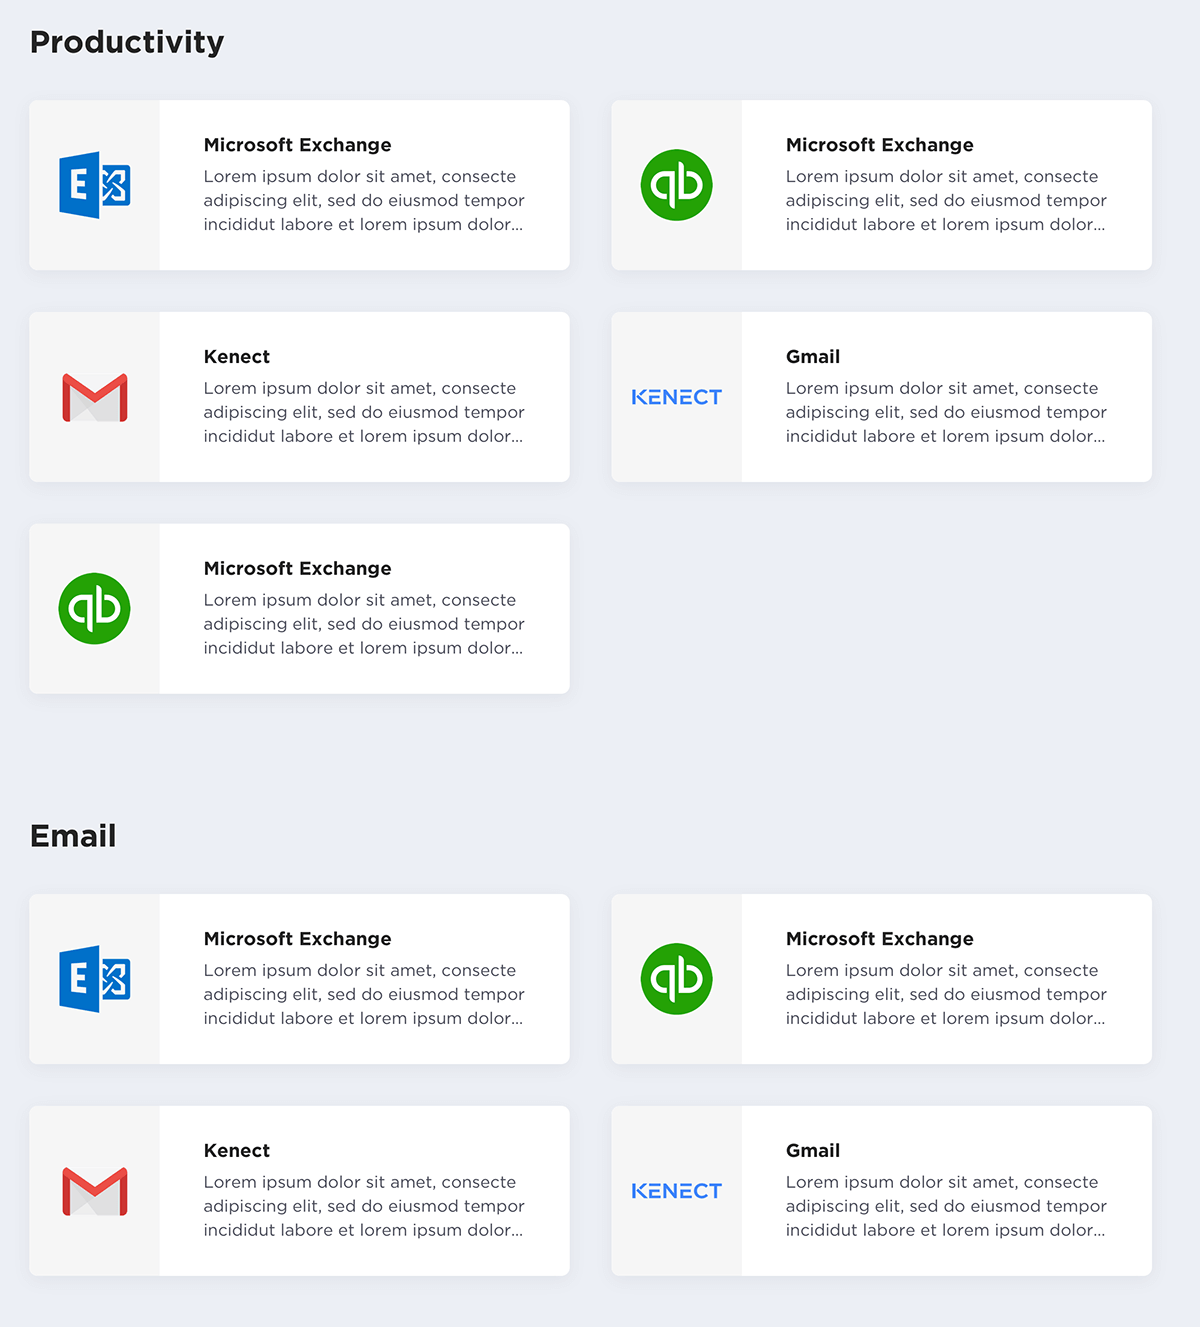 Productivity
Microsoft Exchange
Lorem ipsum dolor sit amet, consecte
adipiscing elit, sed do eiusmod tempor
incididut labore et lorem ipsum dolor...
Microsoft Exchange
Lorem ipsum dolor sit amet, consecte
adipiscing elit, sed do eiusmod tempor
incididut labore et lorem ipsum dolor...
Kenect
Lorem ipsum dolor sit amet, consecte
adipiscing elit, sed do eiusmod tempor
incididut labore et lorem ipsum dolor...
KENECT
Gmail
Lorem ipsum dolor sit amet, consecte
adipiscing elit, sed do eiusmod tempor
incididut labore et lorem ipsum dolor...
Microsoft Exchange
Lorem ipsum dolor sit amet, consecte
adipiscing elit, sed do eiusmod tempor
incididut labore et lorem ipsum dolor...
Email
Microsoft Exchange
Lorem ipsum dolor sit amet, consecte
adipiscing elit, sed do eiusmod tempor
incididut labore et lorem ipsum dolor...
Microsoft Exchange
Lorem ipsum dolor sit amet, consecte
adipiscing elit, sed do eiusmod tempor
incididut labore et lorem ipsum dolor...
Kenect
Lorem ipsum dolor sit amet, consecte
adipiscing elit, sed do eiusmod tempor
incididut labore et lorem ipsum dolor...
KENECT
Gmail
Lorem ipsum dolor sit amet, consecte
adipiscing elit, sed do eiusmod tempor
incididut labore et lorem ipsum dolor...